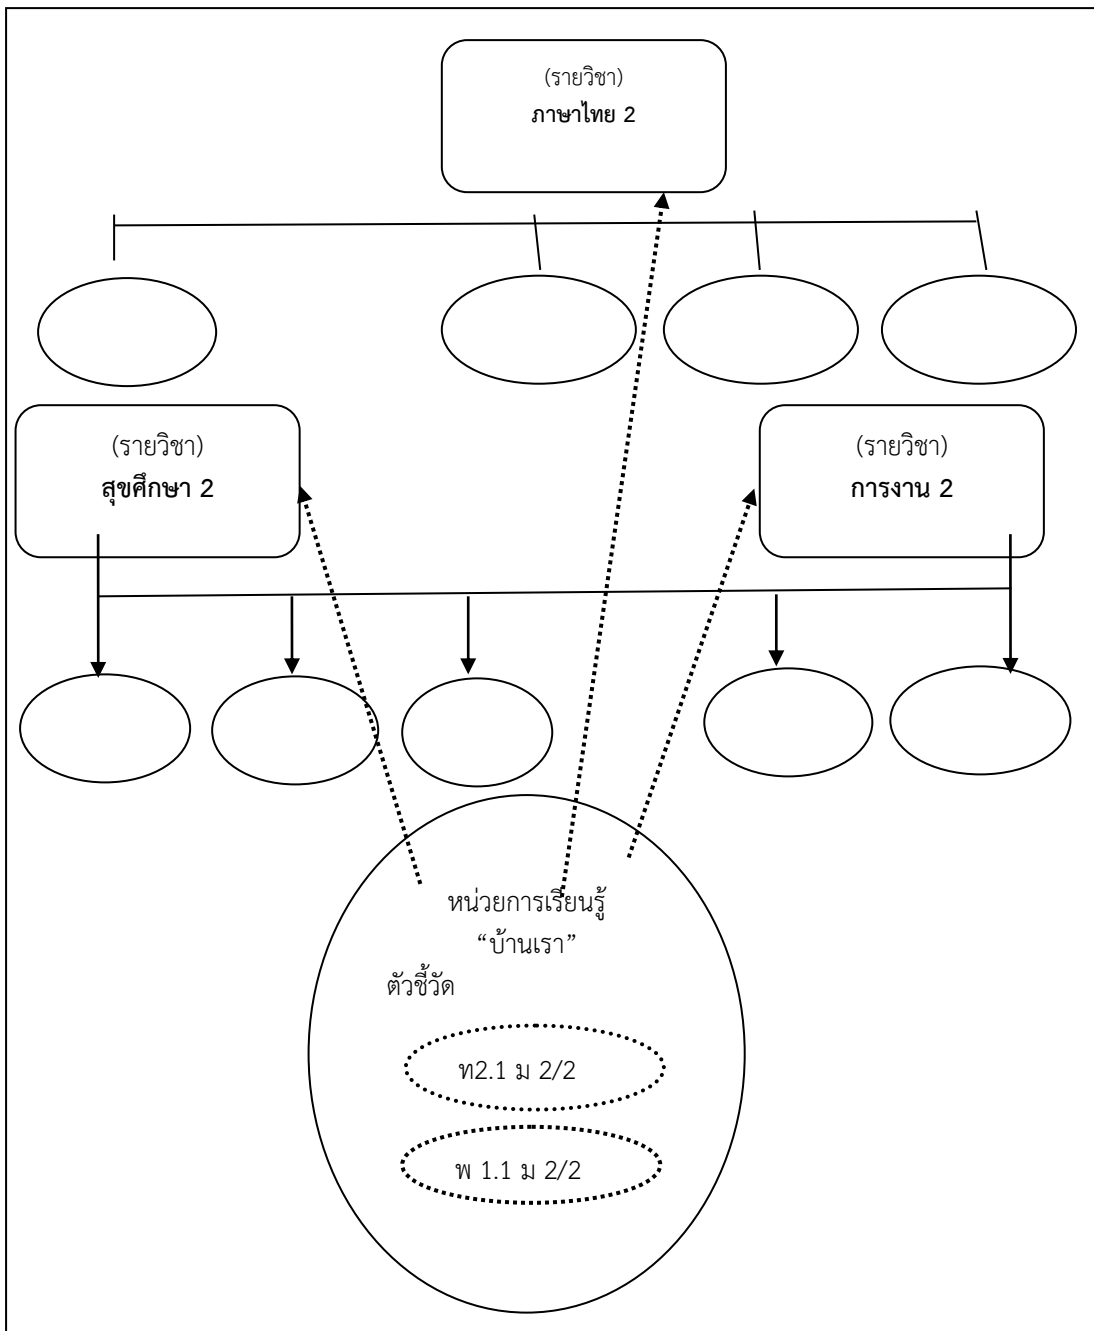 (รายวิชา)
ภาษาไทย 2
(รายวิชา)
สุขศึกษา 2
(รายวิชา)
การงาน 2
หน่วยการเรียนรู้
“บ้านเรา”
ตัวชี้วัด
ท2.1 ม 2/2
พ 1.1 ม 2/2